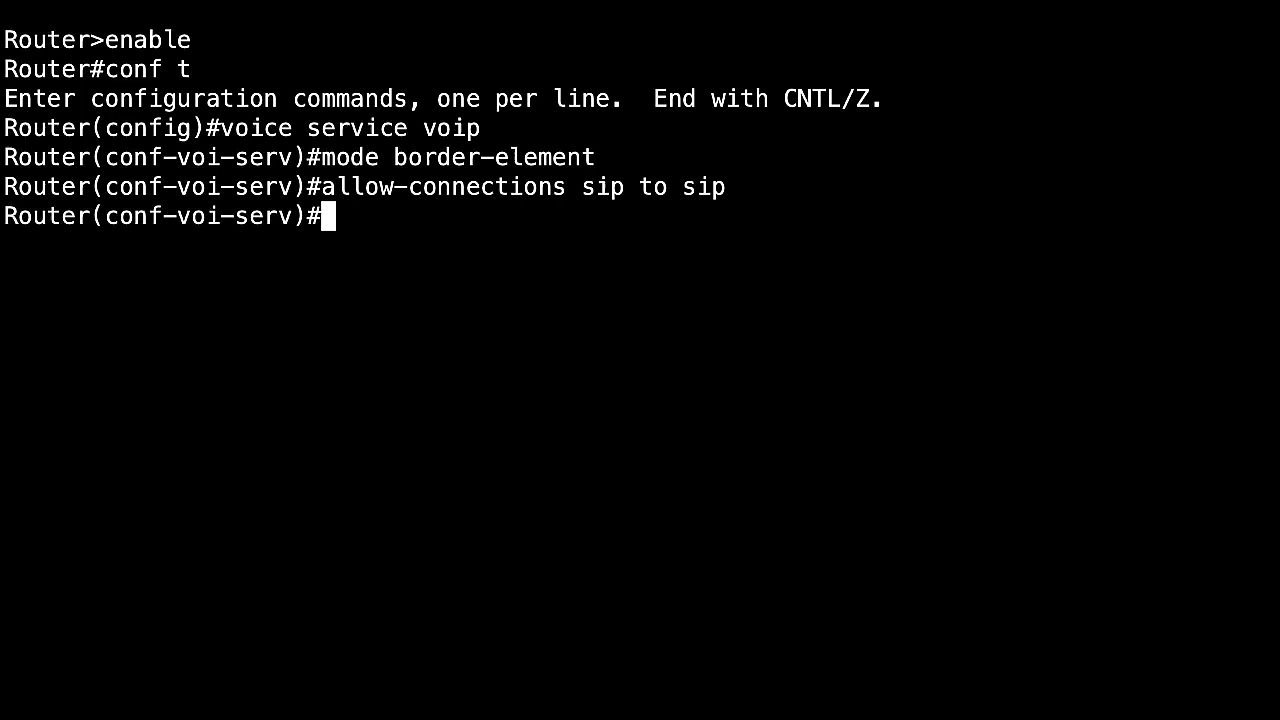 Router>enable
Router#conf t
Enter configuration commands, one per line.  End with CNTL/Z.
Router(config)#voice service voip
Router(conf-voi-serv)#mode border-element
Router(conf-voi-serv)#allow-connections sip to sip
Router(conf-voi-serv)#